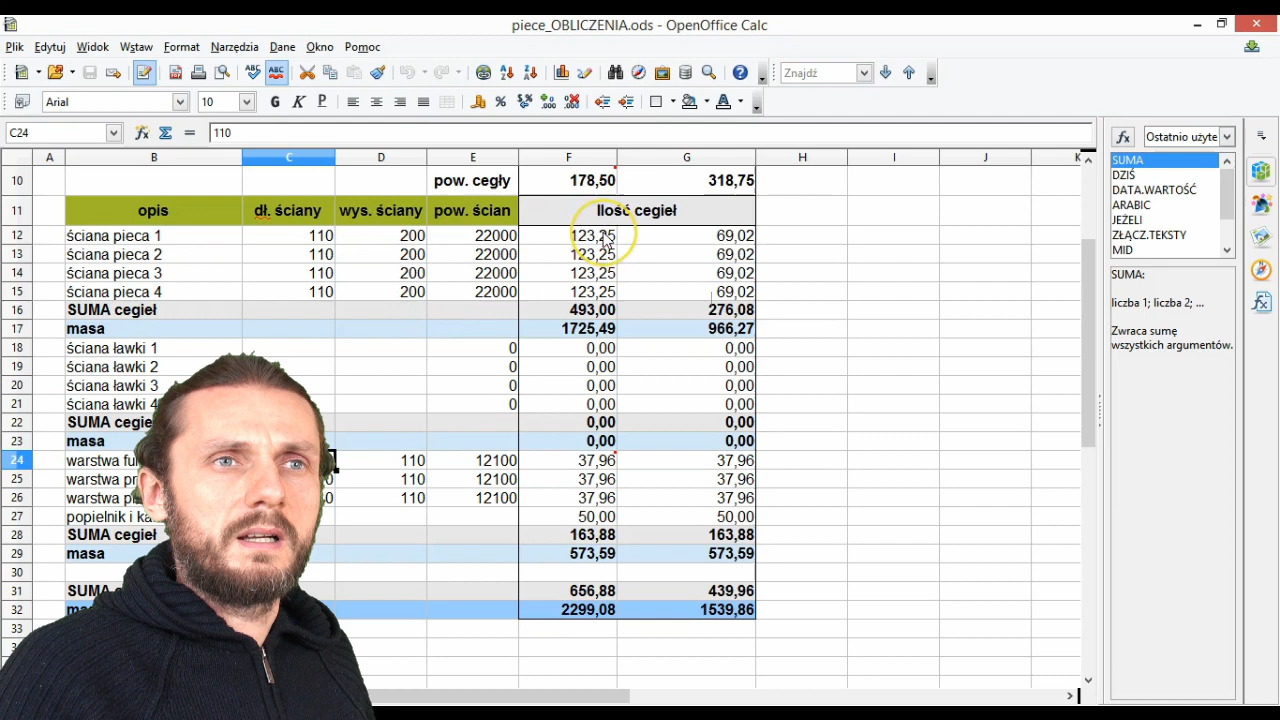 piece_OBLICZENIA.ods - OpenOffice Calc
Plik Edytuj Widok Wstaw Format Narzędzia Dane Okno Pomoc
Znajdź
Arial 10 G K P
C24 110 Ostatnio użyte
A B C D E F G H I J K
10 pow. cegły 178,50 318,75
11 opis dł. ściany wys. ściany pow. ścian Ilość cegieł
12 ściana pieca 1 110 200 22000 123,25 69,02
13 ściana pieca 2 110 200 22000 123,25 69,02
14 ściana pieca 3 110 200 22000 123,25 69,02
15 ściana pieca 4 110 200 22000 123,25 69,02
16 SUMA cegieł 493,00 276,08
17 masa 1725,49 966,27
18 ściana ławki 1 0 0,00 0,00
19 ściana ławki 2 0 0,00 0,00
20 ściana ławki 3 0 0,00 0,00
21 ściana ławki 4 0 0,00 0,00
22 SUMA 0,00 0,00
23 masa 0,00 0,00
24 warstwa 110 12100 37,96 37,96
25 warstwa 110 12100 37,96 37,96
26 warstwa 110 12100 37,96 37,96
27 popielnik i 50,00 50,00
28 SUMA cegieł 163,88 163,88
29 masa 573,59 573,59
30
31 SUMA 656,88 439,96
32 2299,08 1539,86
33
SUMA
DZIŚ
DATA.WARTOŚĆ
ARABIC
JEŻELI
ZŁĄCZ.TEKSTY
MID
SUMA:
liczba 1; liczba 2; ...
Zwraca sumę
wszystkich argumentów.